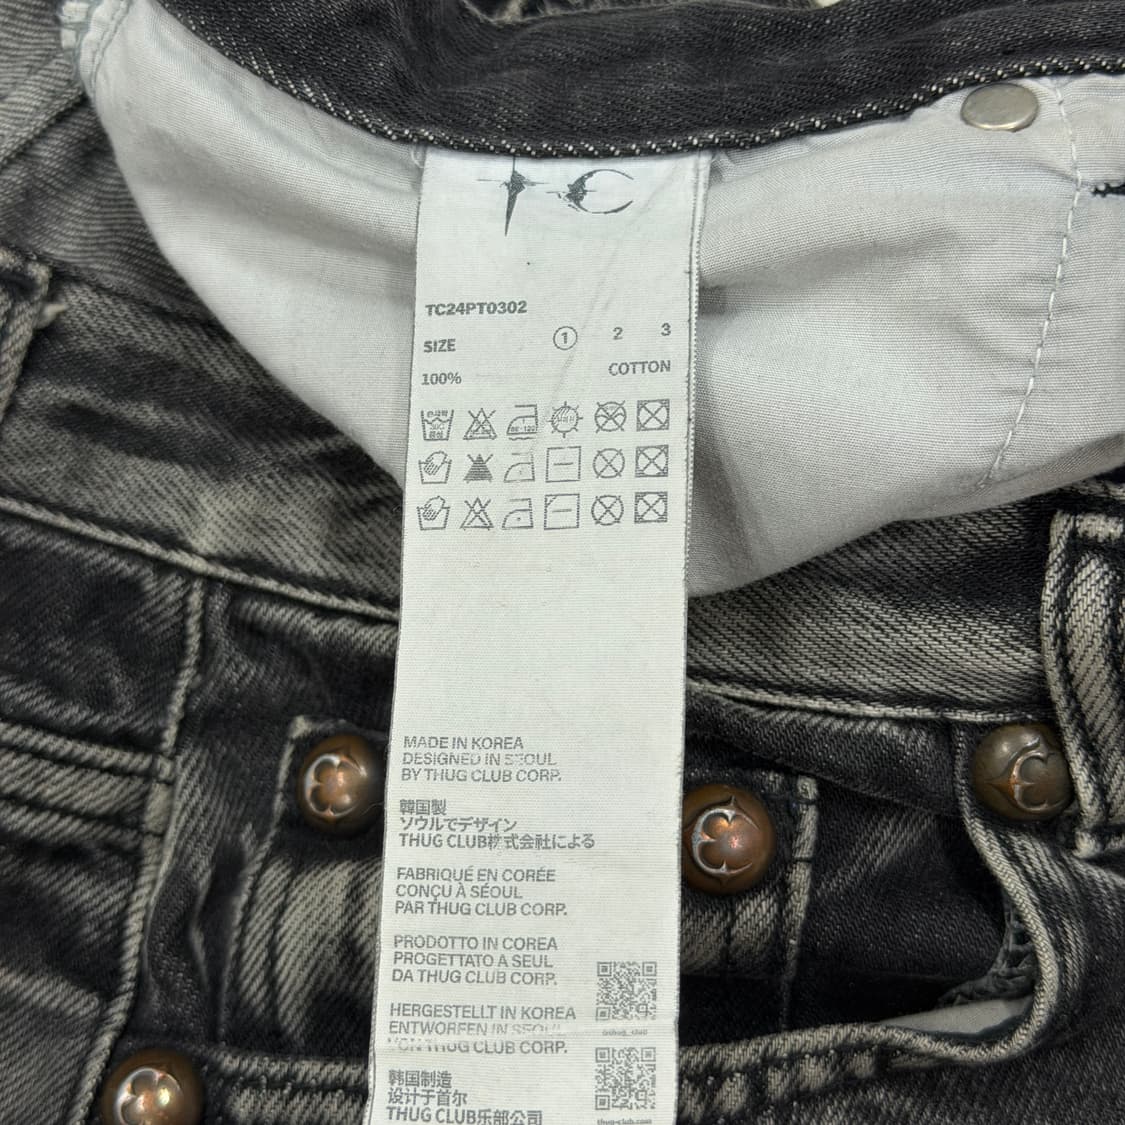 TC
TC24PT0302
SIZE 1 2 3
100% COTTON
MADE IN KOREA
DESIGNED IN SEOUL
BY THUG CLUB CORP.
韓国製
ソウルでデザイン
THUG CLUB株式会社による
FABRIQUÉ EN CORÉE
CONÇU À SÉOUL
PAR THUG CLUB CORP.
PRODOTTO IN COREA
PROGETTATO A SEUL
DA THUG CLUB CORP.
HERGESTELLT IN KOREA
ENTWORFEN IN SEOUL
VON THUG CLUB CORP.
韩国制造
设计于首尔
THUG CLUB乐部公司
thug-club.com